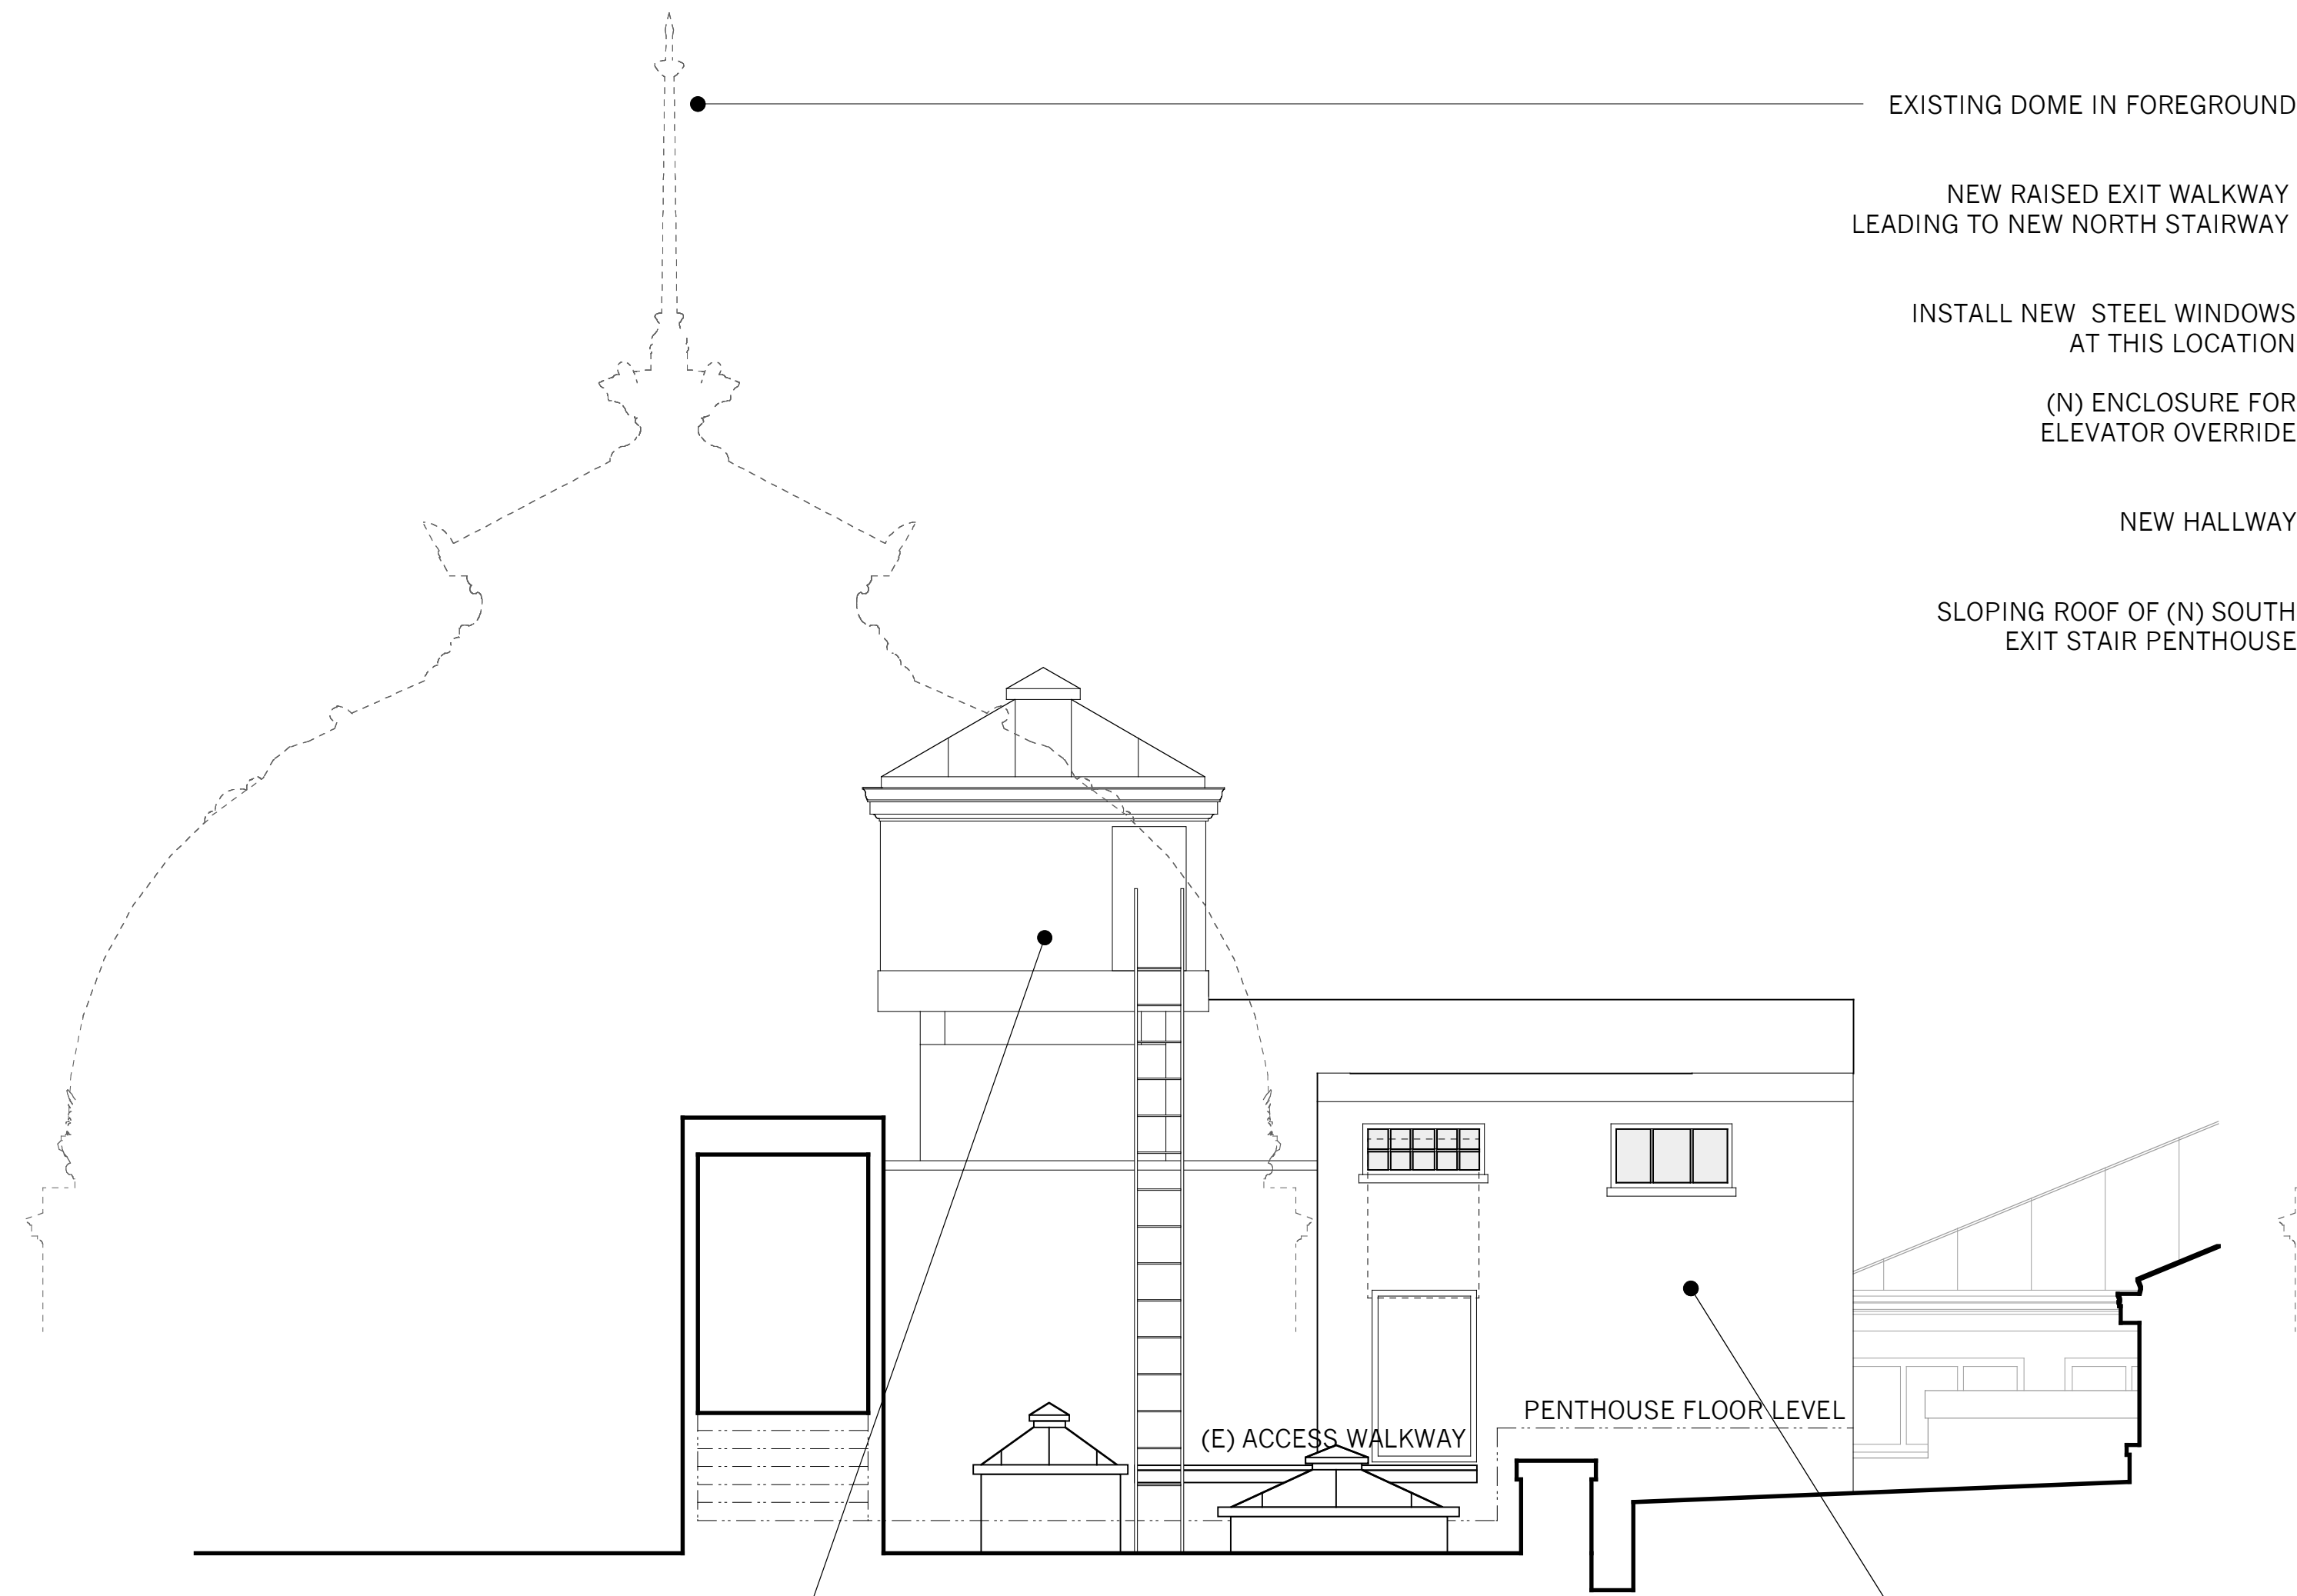 EXISTING DOME IN FOREGROUND
NEW RAISED EXIT WALKWAY
LEADING TO NEW NORTH STAIRWAY
INSTALL NEW STEEL WINDOWS
AT THIS LOCATION
(N) ENCLOSURE FOR
ELEVATOR OVERRIDE
NEW HALLWAY
SLOPING ROOF OF (N) SOUTH
EXIT STAIR PENTHOUSE
PENTHOUSE FLOOR LEVEL
(E) ACCESS WALKWAY